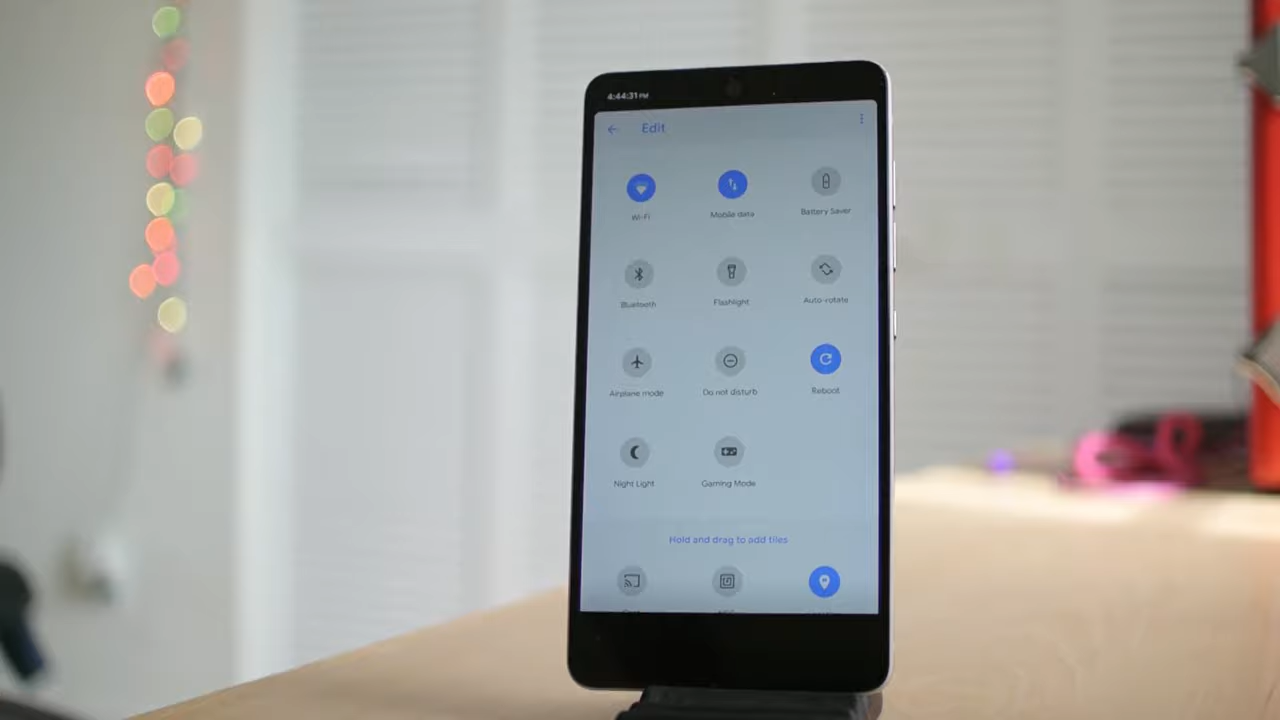 4:44:31PM
Edit
Wi-Fi
Mobile data
Battery Saver
Bluetooth
Flashlight
Auto-rotate
Airplane mode
Do not disturb
Reboot
Night Light
Gaming Mode
Hold and drag to add tiles